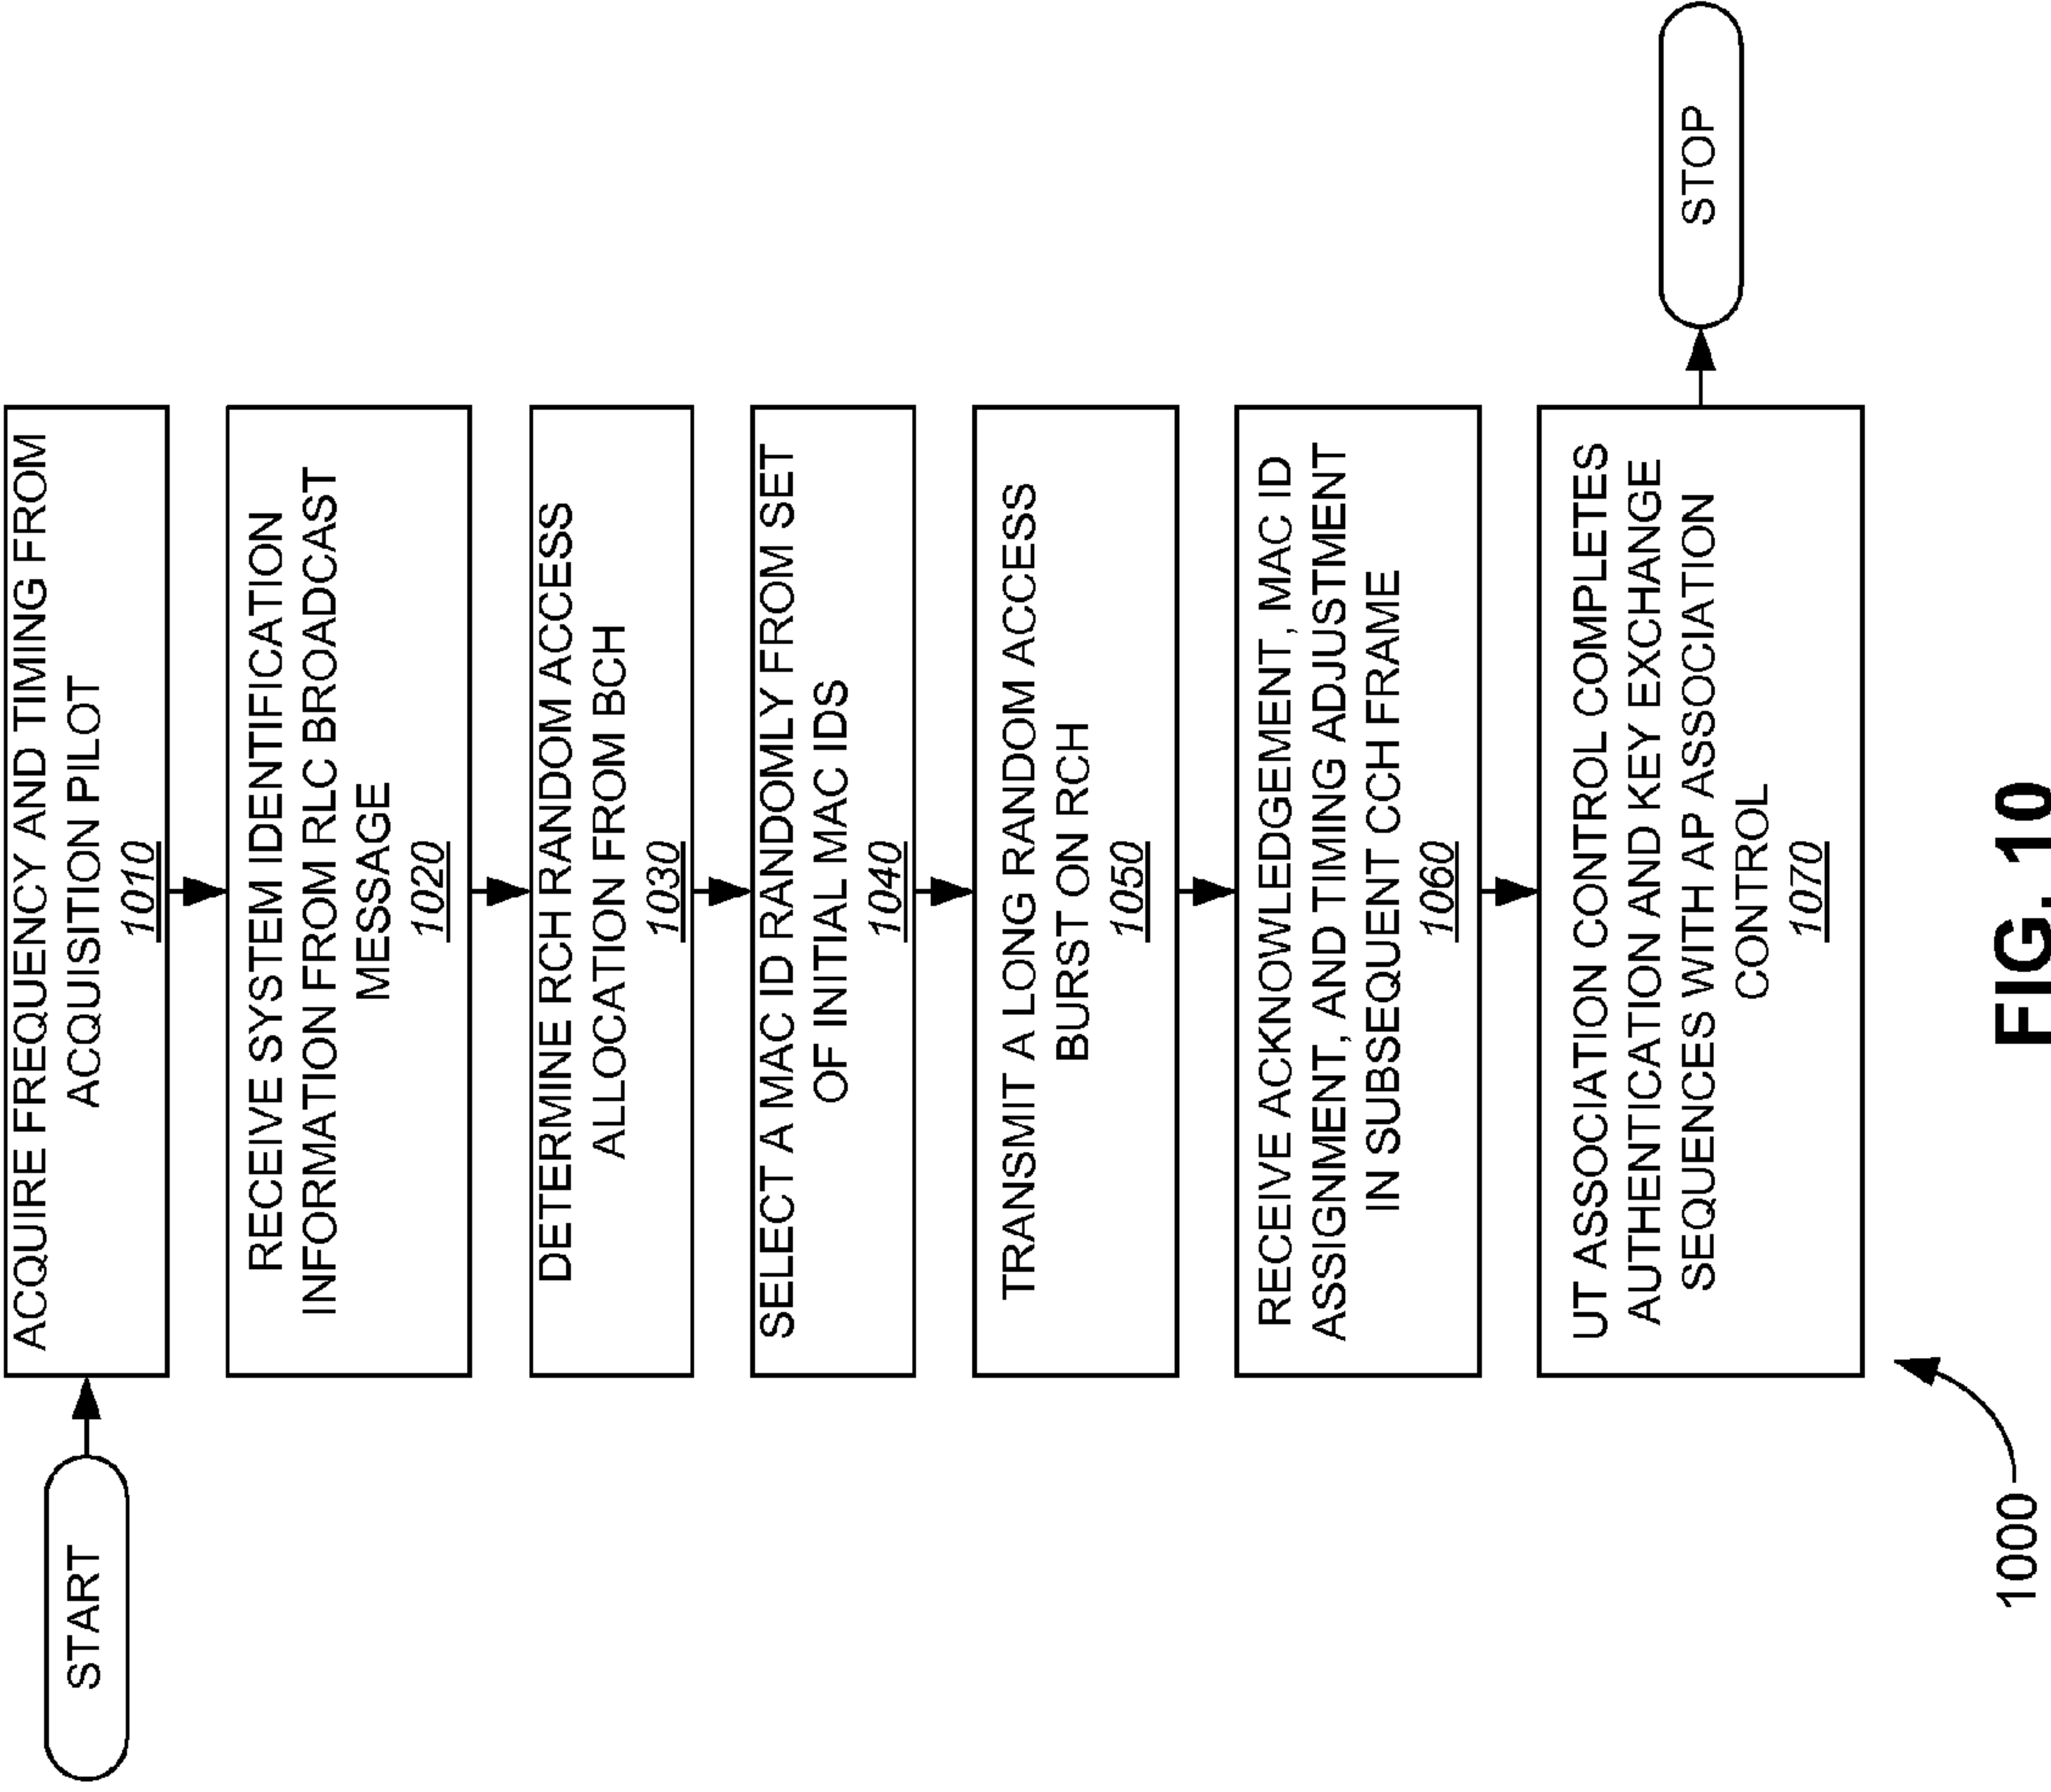 START
ACQUIRE FREQUENCY AND TIMING FROM
ACQUISITION PILOT
1010
RECEIVE SYSTEM IDENTIFICATION
INFORMATION FROM RLC BROADCAST
MESSAGE
1020
DETERMINE RCH RANDOM ACCESS
ALLOCATION FROM BCH
1030
SELECT A MAC ID RANDOMLY FROM SET
OF INITIAL MAC IDS
1040
TRANSMIT A LONG RANDOM ACCESS
BURST ON RCH
1050
RECEIVE ACKNOWLEDGEMENT, MAC ID
ASSIGNMENT, AND TIMING ADJUSTMENT
IN SUBSEQUENT CCH FRAME
1060
UT ASSOCIATION CONTROL COMPLETES
AUTHENTICATION AND KEY EXCHANGE
SEQUENCES WITH AP ASSOCIATION
CONTROL
1070
STOP
1000
FIG. 10